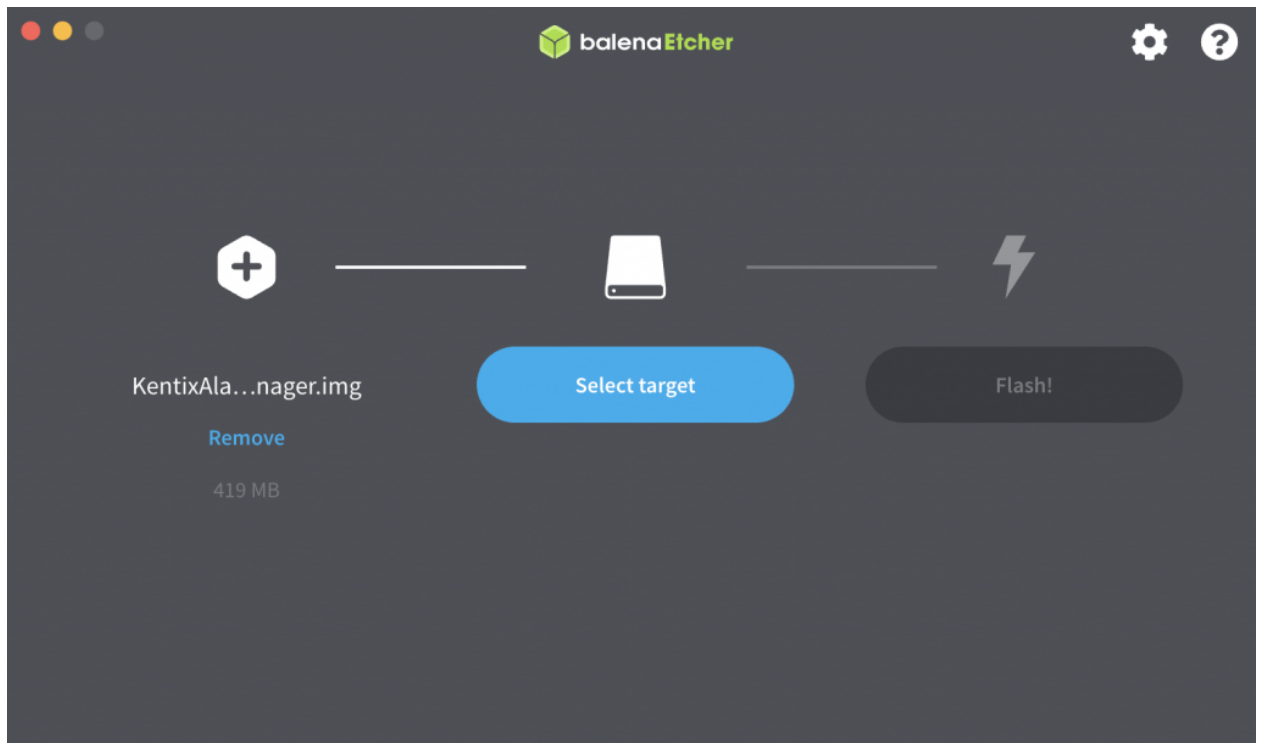 balenaEtcher
KentixAla...nager.img
Select target
Flash!
Remove
419 MB